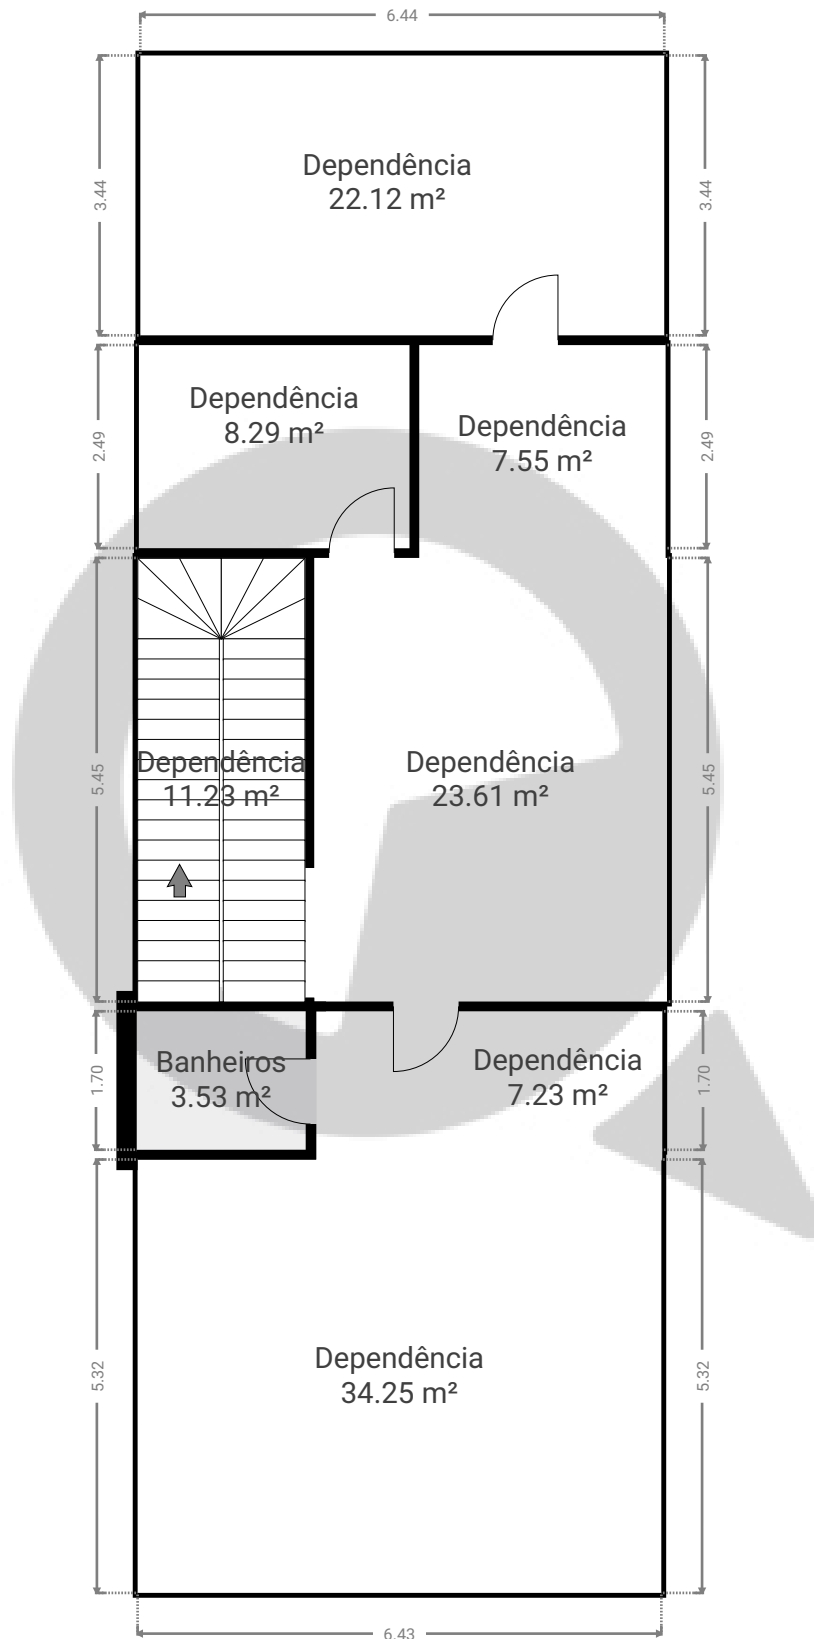 6.44
Dependência
22.12 m²
3.44
3.44
Dependência
8.29 m²
Dependência
7.55 m²
2.49
2.49
Dependência
11.23 m²
Dependência
23.61 m²
5.45
5.45
Banheiros
3.53 m²
Dependência
7.23 m²
1.70
1.70
Dependência
34.25 m²
5.32
5.32
6.43